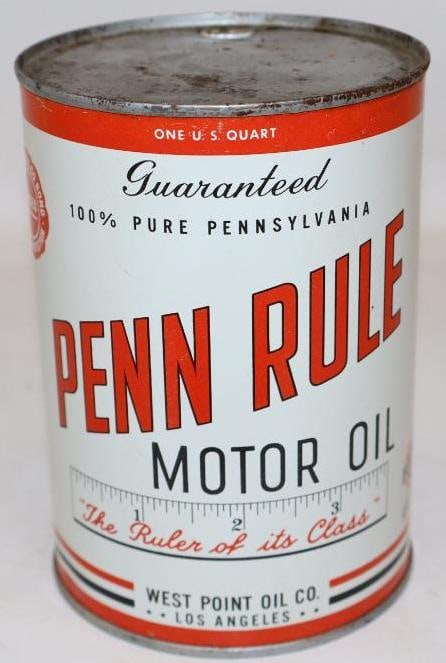 ONE U.S. QUART
Guaranteed
100% PURE PENNSYLVANIA
PENN RULE
MOTOR OIL
1 2 3
"The Ruler of its Class"
WEST POINT OIL CO.
•• LOS ANGELES ••